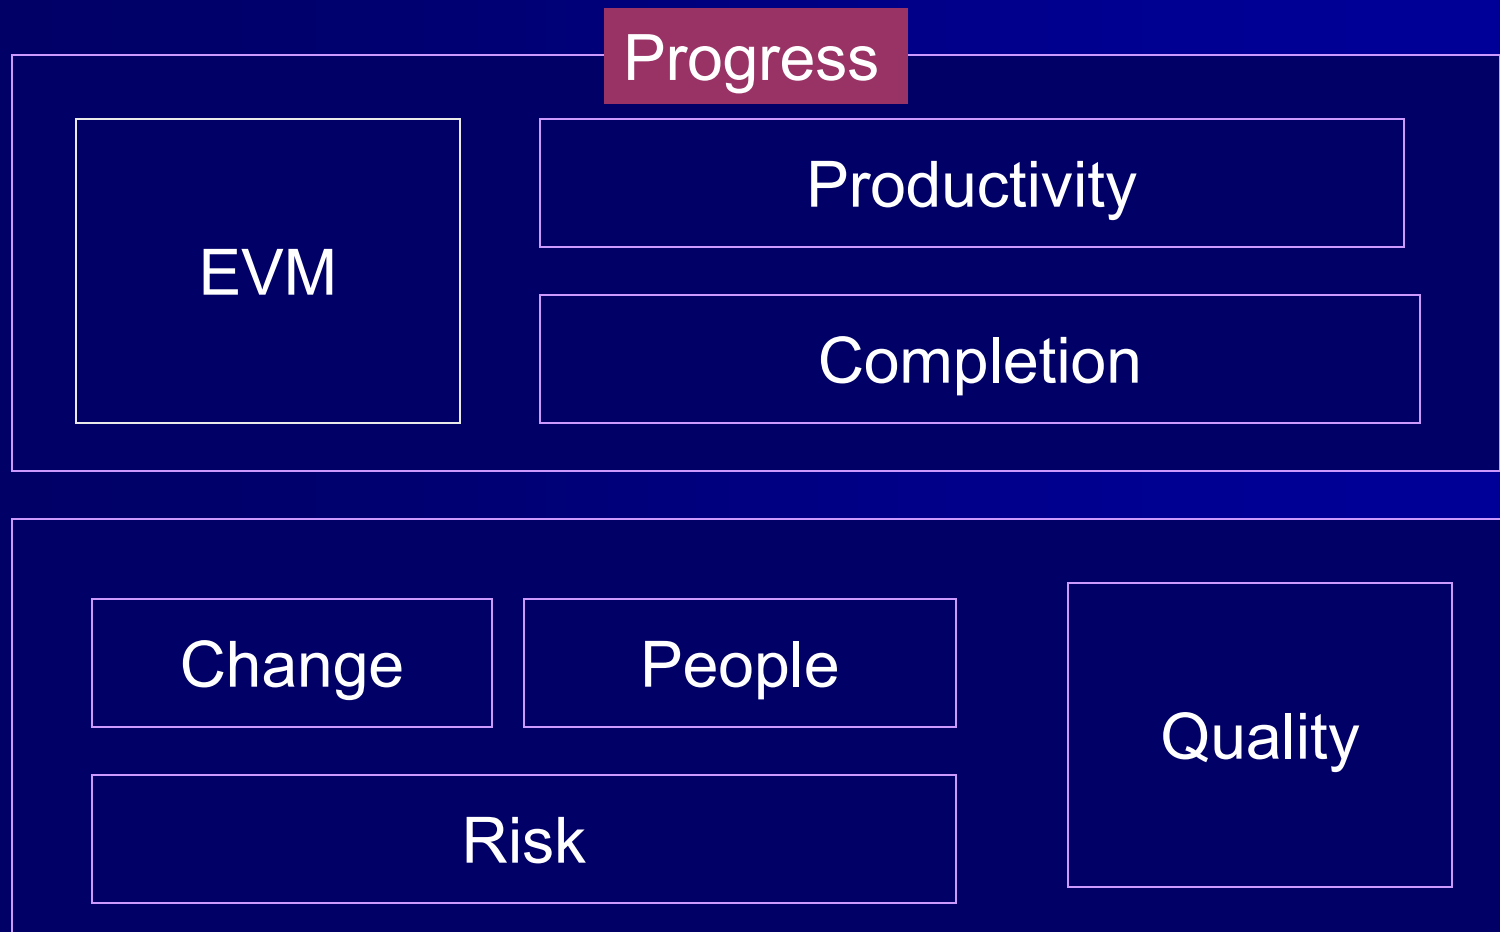 Progress
EVM
Productivity
Completion
Change
People
Risk
Quality